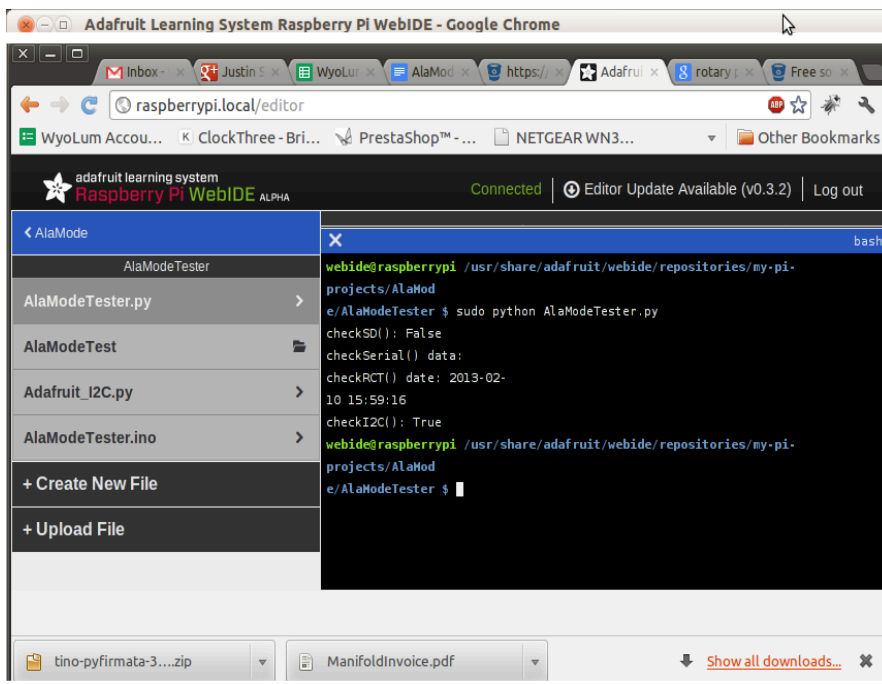 Adafruit Learning System Raspberry Pi WebIDE - Google Chrome
Inbox - Justin S WyoLur AlaMod https:// Adafrui rotary Free so
raspberrypi.local/editor
ABP
WyoLum Accou... ClockThree - Bri... PrestaShop™ - ... NETGEAR WN3... Other Bookmarks
adafruit learning system
Raspberry Pi WebIDE ALPHA
Connected Editor Update Available (v0.3.2) Log out
AlaMode
bash
AlaModeTester
AlaModeTester.py
AlaModeTest
Adafruit_I2C.py
AlaModeTester.ino
+ Create New File
+ Upload File
webide@raspberrypi /usr/share/adafruit/webide/repositories/my-pi-
projects/AlaMod
e/AlaModeTester $ sudo python AlaModeTester.py
checkSD(): False
checkSerial() data:
checkRCT() date: 2013-02-
10 15:59:16
checkI2C(): True
webide@raspberrypi /usr/share/adafruit/webide/repositories/my-pi-
projects/AlaMod
e/AlaModeTester $
tino-pyfirmata-3....zip ManifoldInvoice.pdf Show all downloads...